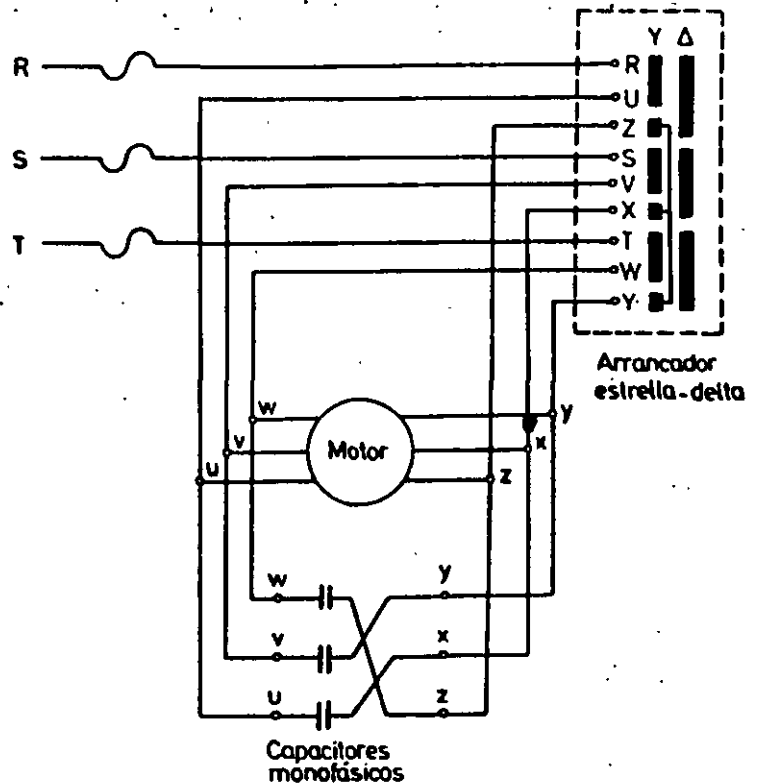 Y Δ
R
R
U
Z
S
S
V
X
T
T
W
Y
Arrancador
estrella-delta
w
y
v
Motor
x
u
z
w
y
v
x
u
z
Capacitores
monofásicos